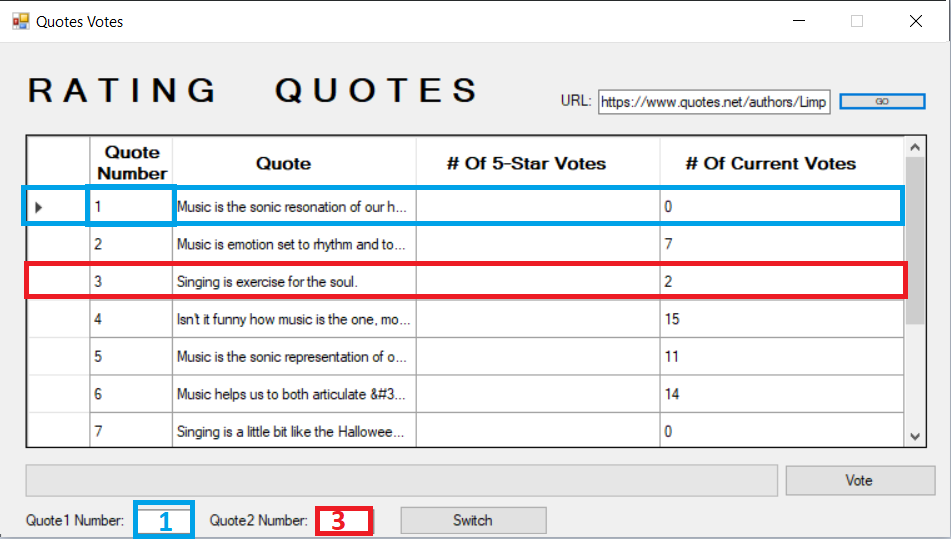 Quotes Votes
RATING QUOTES
URL: https://www.quotes.net/authors/Limp GO
Quote Number Quote # Of 5-Star Votes # Of Current Votes
1 Music is the sonic resonation of our h... 0
2 Music is emotion set to rhythm and to... 7
3 Singing is exercise for the soul. 2
4 Isn't it funny how music is the one, mo... 15
5 Music is the sonic representation of o... 11
6 Music helps us to both articulate &#3... 14
7 Singing is a little bit like the Hallowee... 0
Vote
Quote1 Number: 1 Quote2 Number: 3 Switch